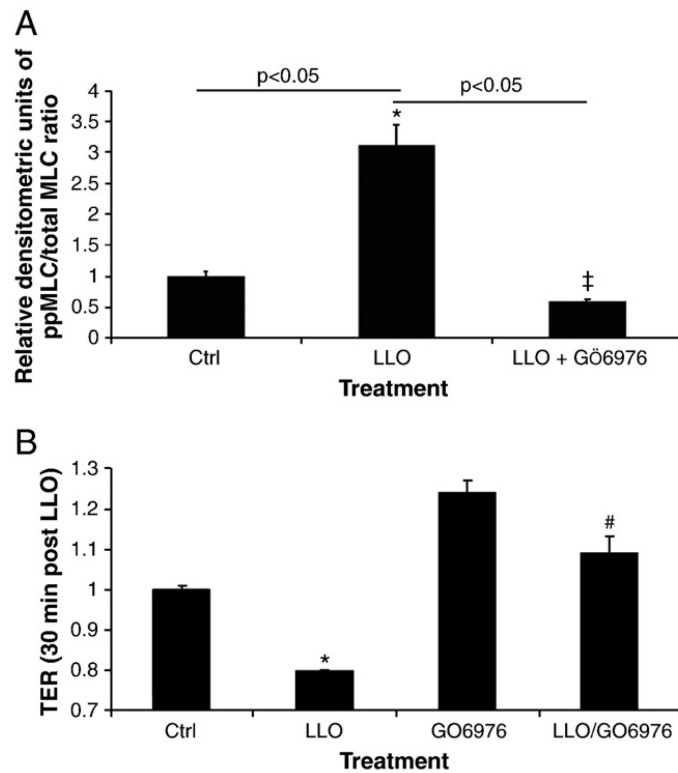 A
p<0.05
p<0.05
Relative densitometric units of
ppMLC/total MLC ratio
4
3.5
3
2.5
2
1.5
1
0.5
0
*
‡
Ctrl
LLO
LLO + GÖ6976
Treatment
B
TER (30 min post LLO)
1.3
1.2
1.1
1
0.9
0.8
0.7
*
#
Ctrl
LLO
GO6976
LLO/GO6976
Treatment